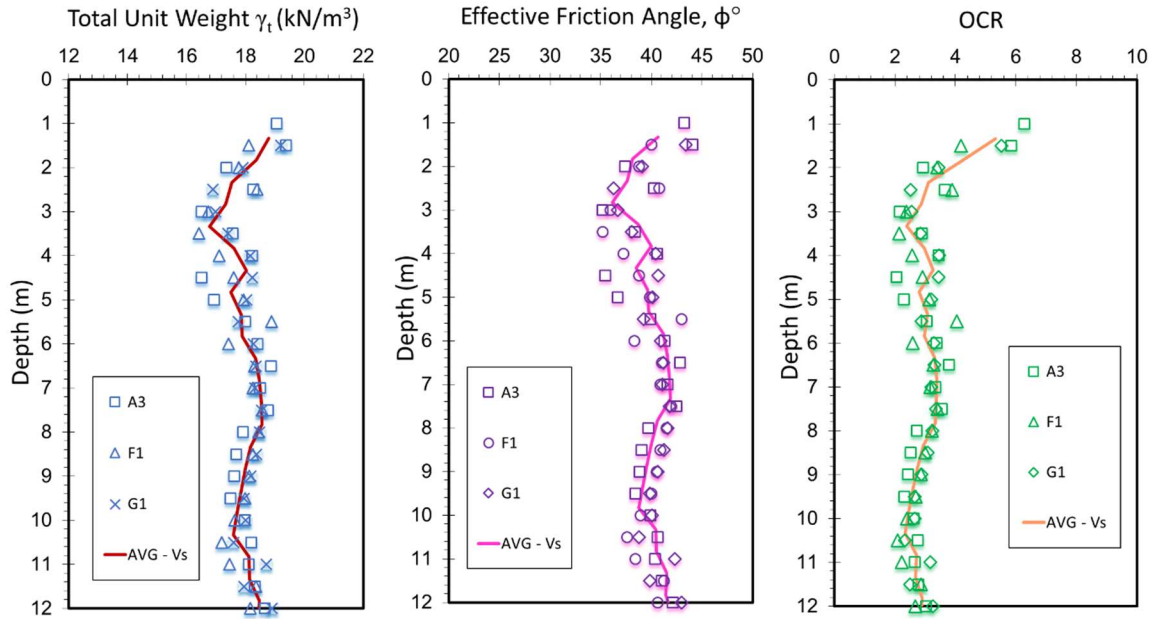 Total Unit Weight γt (kN/m³)
12 14 16 18 20 22
0
1
2
3
4
5
6
7
8
9
10
11
12
Depth (m)
A3
F1
G1
AVG - Vs
Effective Friction Angle, ϕ°
20 25 30 35 40 45 50
0
1
2
3
4
5
6
7
8
9
10
11
12
Depth (m)
A3
F1
G1
AVG - Vs
OCR
0 2 4 6 8 10
0
1
2
3
4
5
6
7
8
9
10
11
12
Depth (m)
A3
F1
G1
AVG - Vs